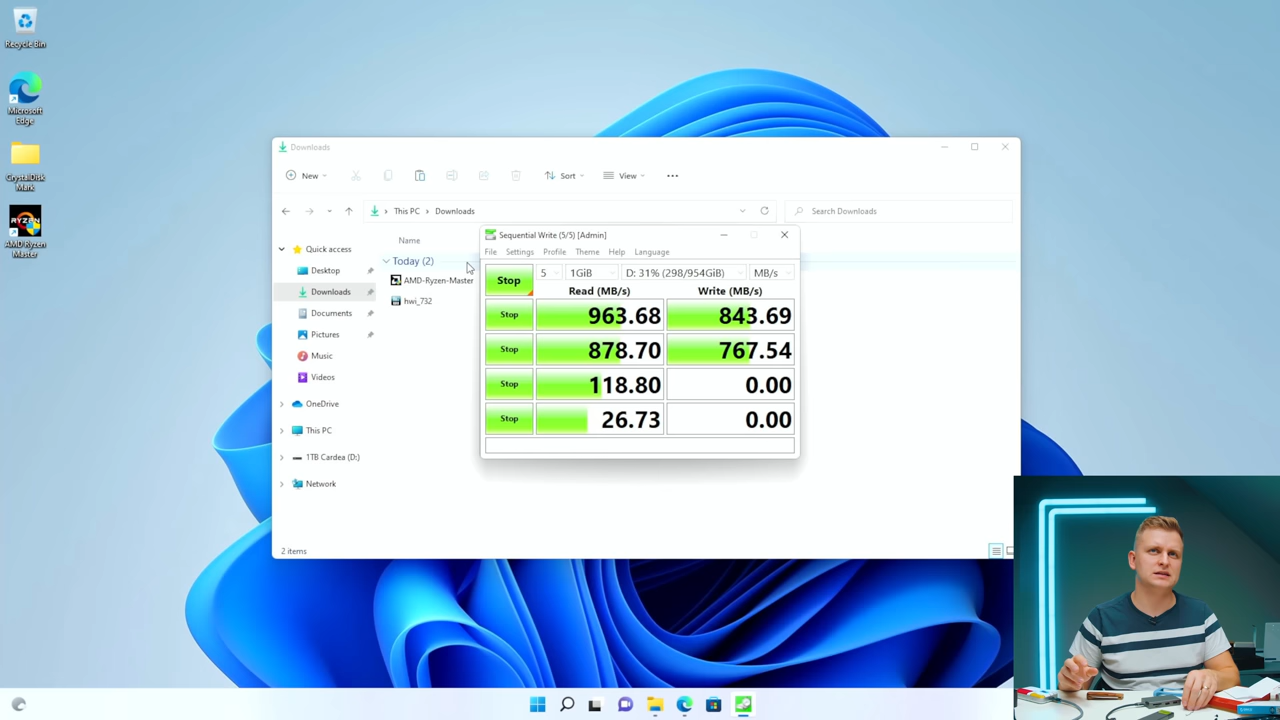 Recycle Bin
Microsoft
Edge
CrystalDisk
Mark
RYZEN
AMD Ryzen
Master
Downloads
New
Sort
View
This PC > Downloads
Search Downloads
Name
Quick access
Desktop
Downloads
Documents
Pictures
Music
Videos
OneDrive
This PC
1TB Cardea (D:)
Network
Today (2)
AMD-Ryzen-Master
hwi_732
2 items
Sequential Write (5/5) [Admin]
File Settings Profile Theme Help Language
Stop 5 1GiB D: 31% (298/954GiB) MB/s
Read (MB/s) Write (MB/s)
Stop 963.68 843.69
Stop 878.70 767.54
Stop 118.80 0.00
Stop 26.73 0.00